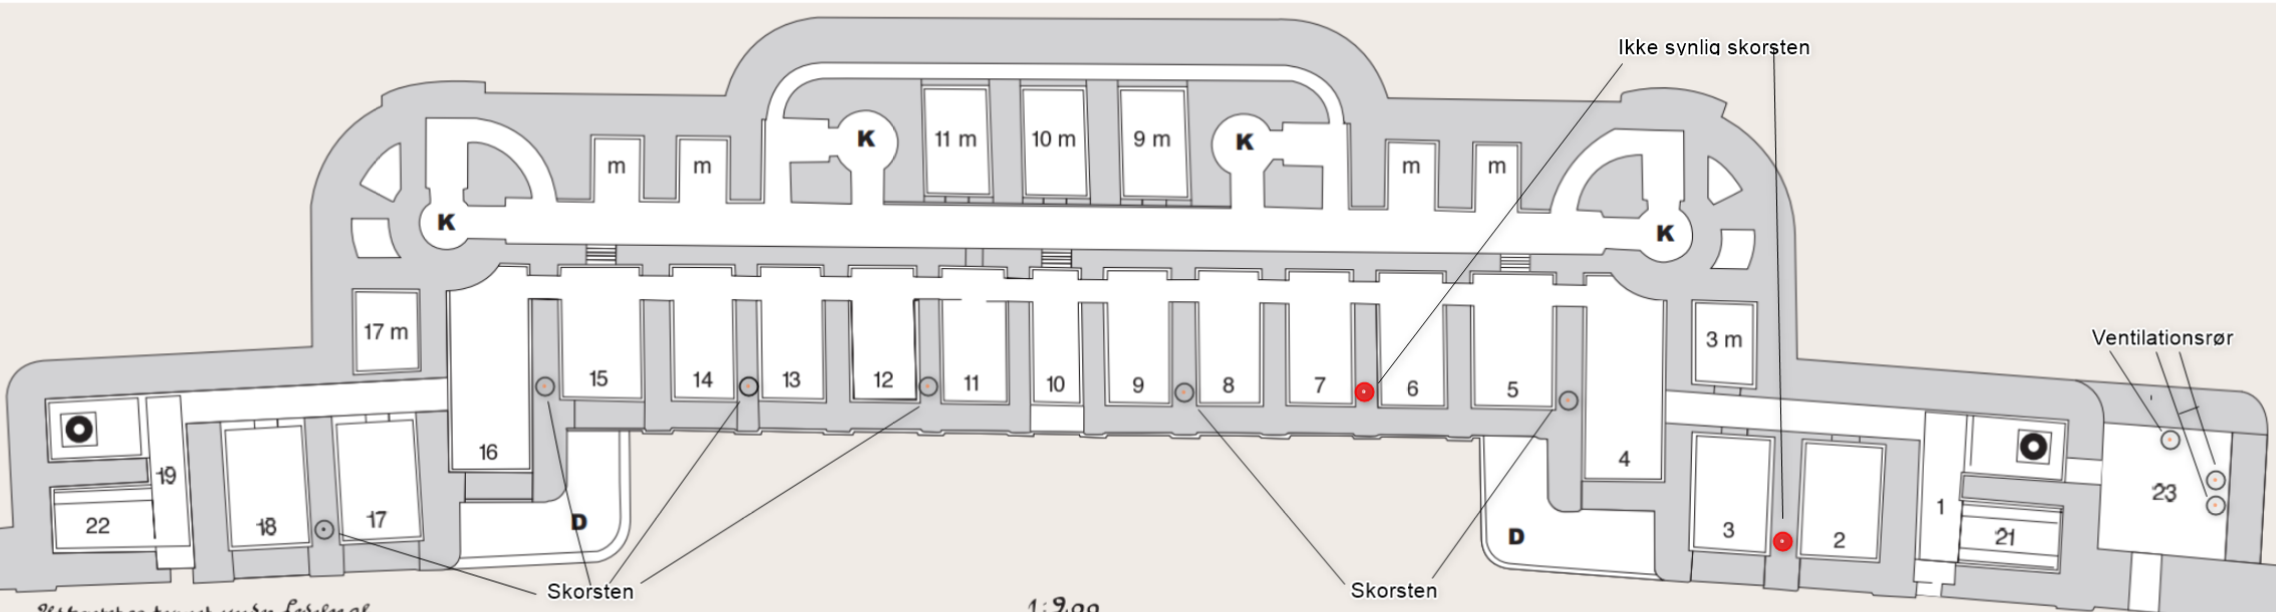 Ikke synlig skorsten
K
11 m
10 m
9 m
K
m
m
m
m
K
K
17 m
3 m
Ventilationsrør
15
14
13
12
11
10
9
8
7
6
5
16
4
19
18
17
22
D
D
3
2
1
21
23
Skorsten
Skorsten